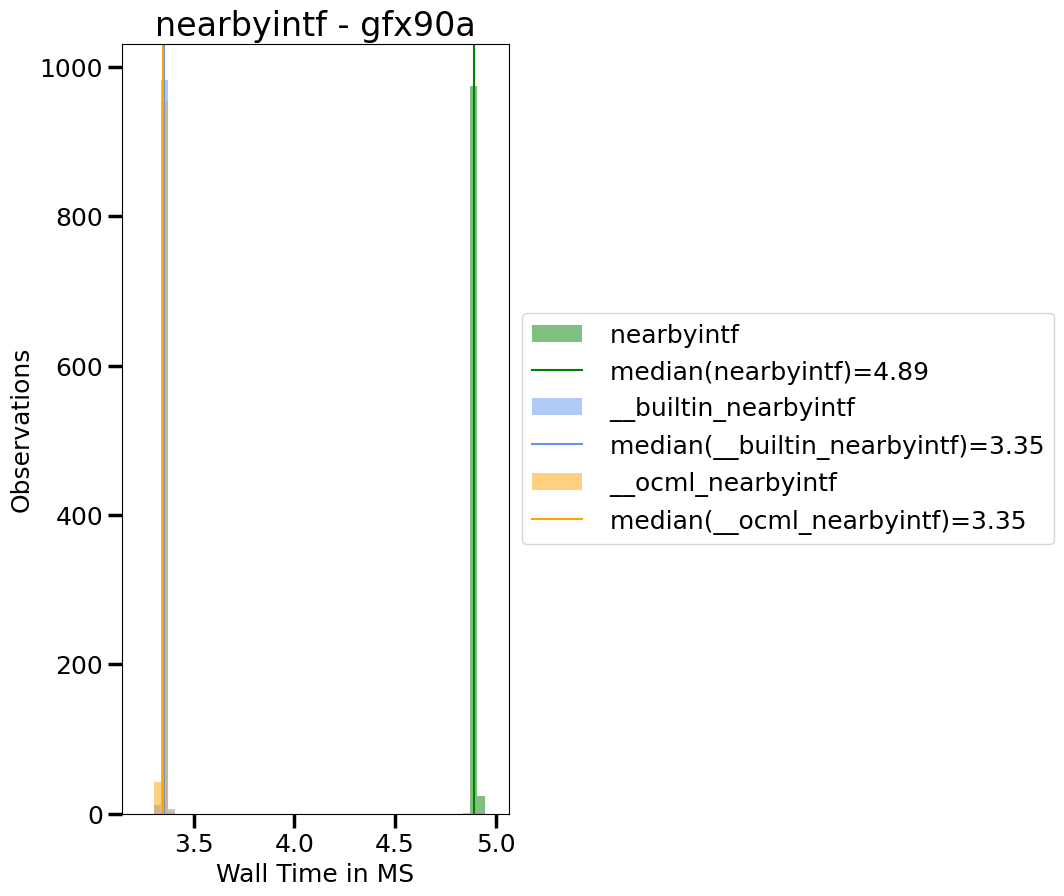 nearbyintf - gfx90a
1000
800
600
400
200
0
Observations
3.5
4.0
4.5
5.0
Wall Time in MS
nearbyintf
median(nearbyintf)=4.89
__builtin_nearbyintf
median(__builtin_nearbyintf)=3.35
__ocml_nearbyintf
median(__ocml_nearbyintf)=3.35